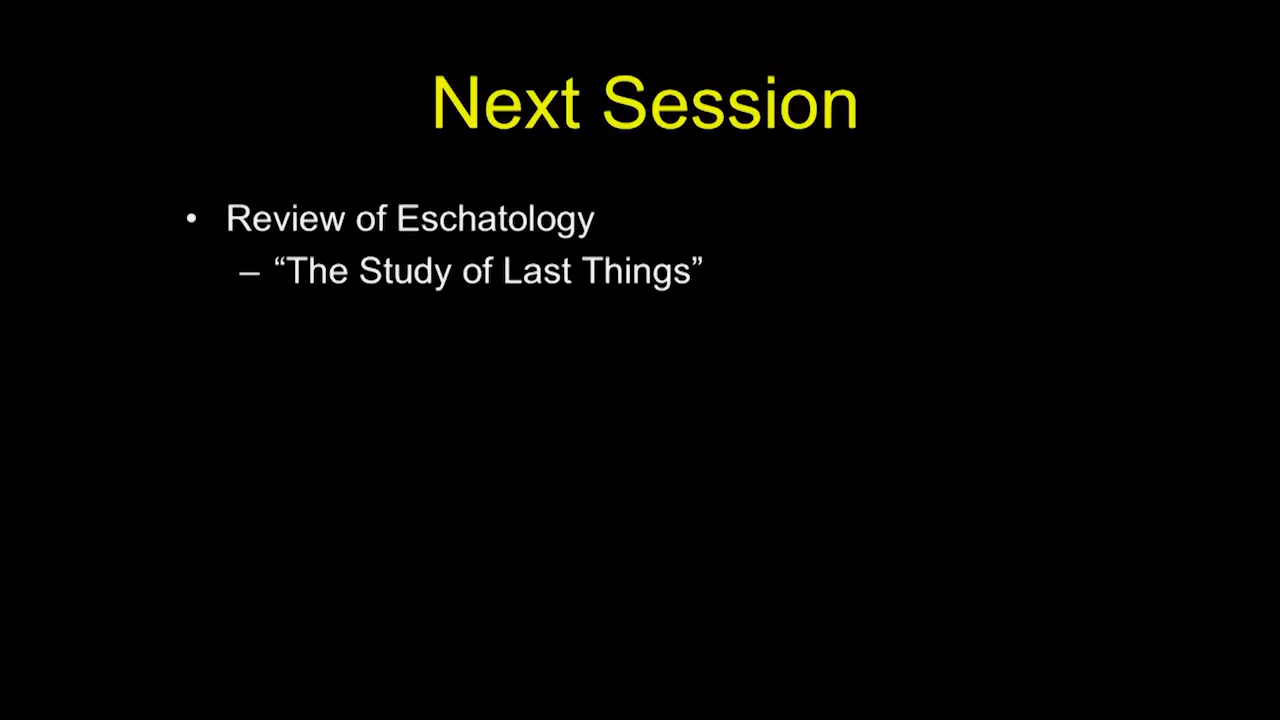 Next Session
• Review of Eschatology
– “The Study of Last Things”